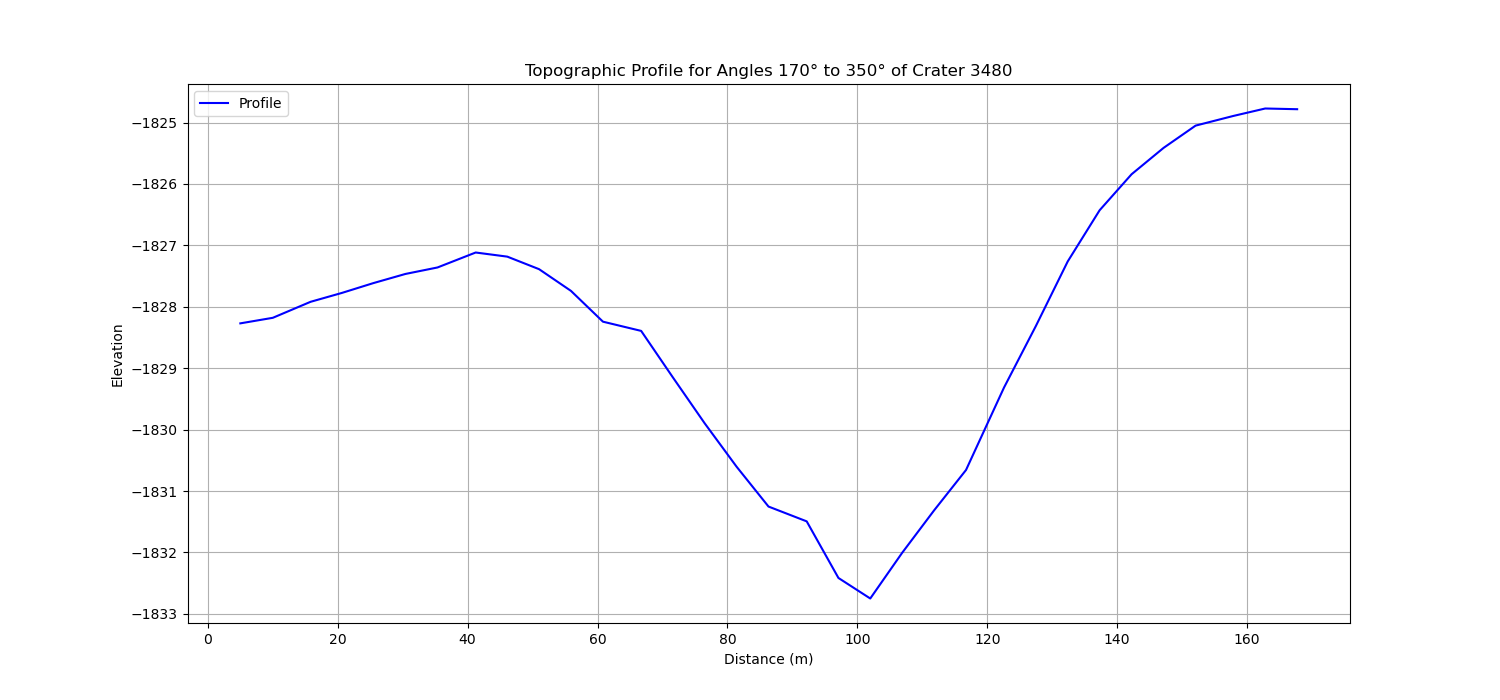 Topographic Profile for Angles 170° to 350° of Crater 3480
Profile
−1825
−1826
−1827
−1828
−1829
−1830
−1831
−1832
−1833
Elevation
0 20 40 60 80 100 120 140 160
Distance (m)